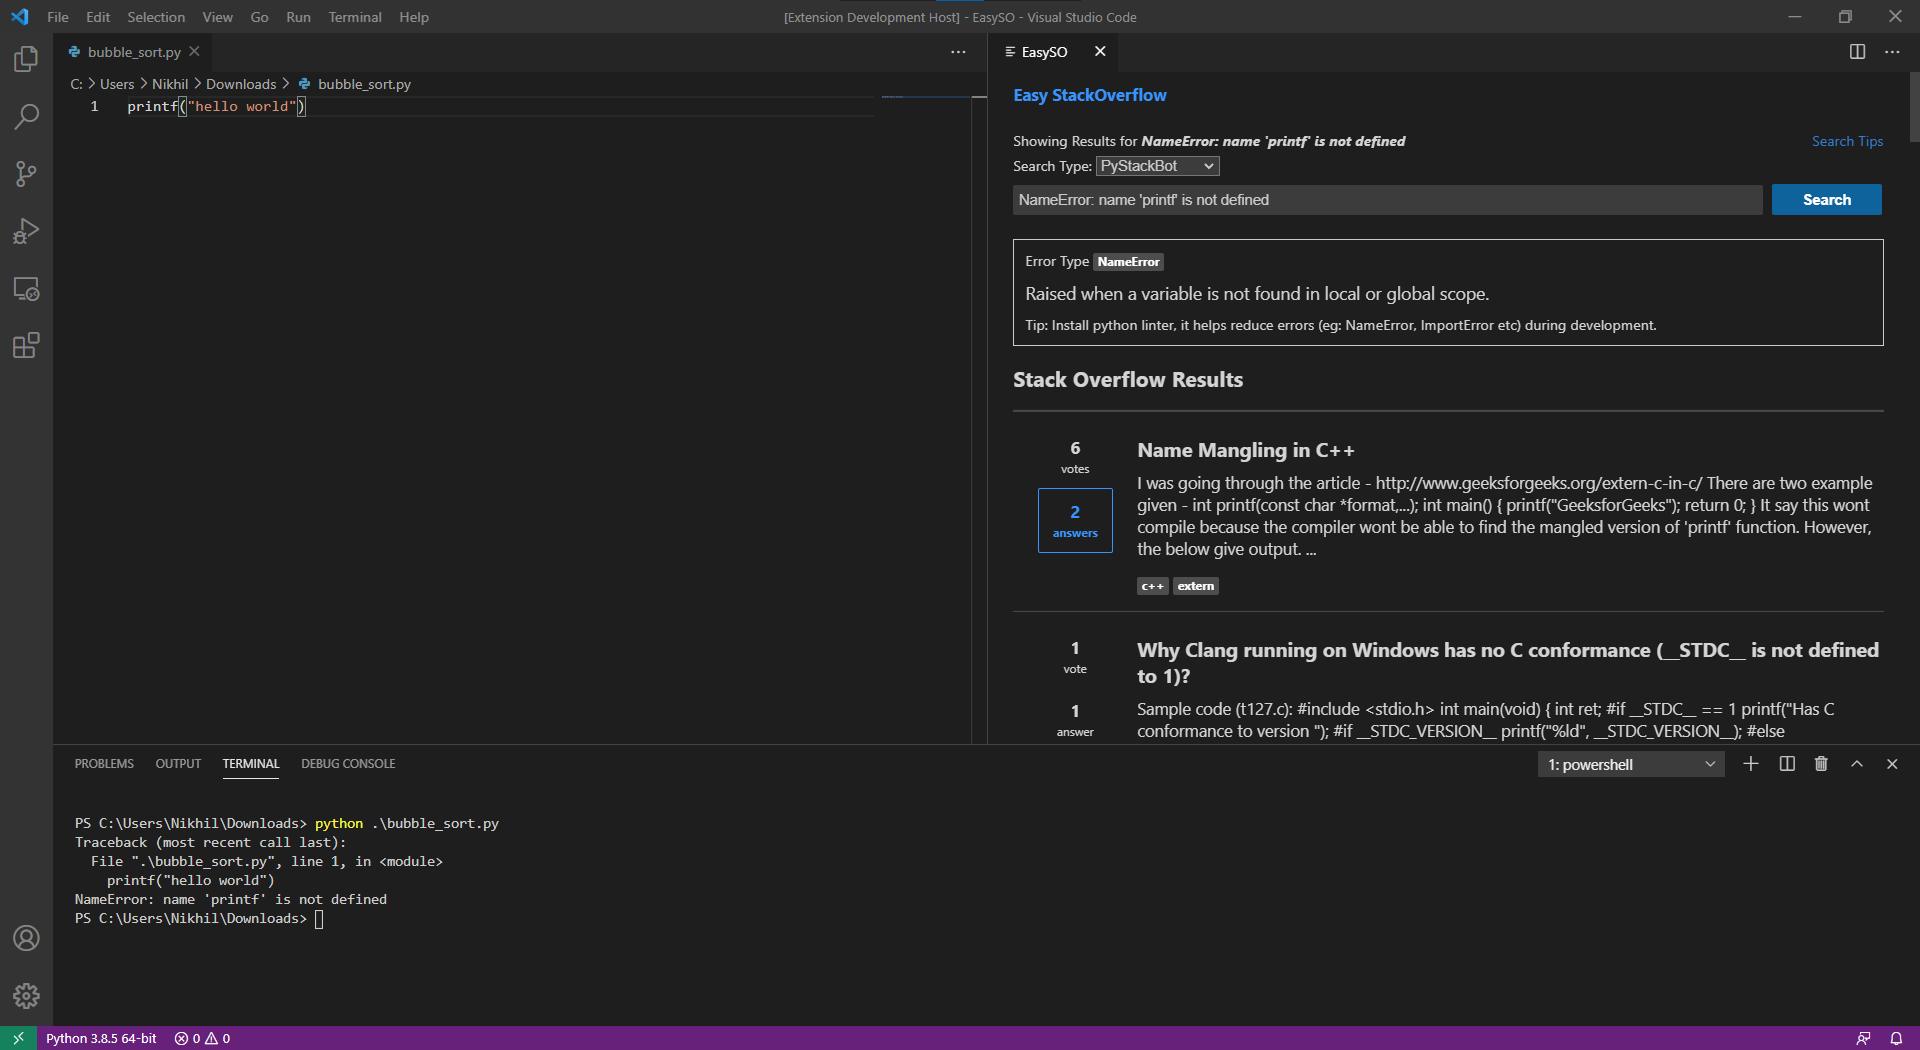 File Edit Selection View Go Run Terminal Help
[Extension Development Host] - EasySO - Visual Studio Code
bubble_sort.py
C: > Users > Nikhil > Downloads > bubble_sort.py
1 printf("hello world")
EasySO
Easy StackOverflow
Showing Results for NameError: name 'printf' is not defined
Search Tips
Search Type: PyStackBot
NameError: name 'printf' is not defined
Search
Error Type NameError
Raised when a variable is not found in local or global scope.
Tip: Install python linter, it helps reduce errors (eg: NameError, ImportError etc) during development.
Stack Overflow Results
6
votes
2
answers
Name Mangling in C++
I was going through the article - http://www.geeksforgeeks.org/extern-c-in-c/ There are two example
given - int printf(const char *format,...); int main() { printf("GeeksforGeeks"); return 0; } It say this wont
compile because the compiler wont be able to find the mangled version of 'printf' function. However,
the below give output. ...
c++ extern
1
vote
1
answer
Why Clang running on Windows has no C conformance (__STDC__ is not defined
to 1)?
Sample code (t127.c): #include <stdio.h> int main(void) { int ret; #if __STDC__ == 1 printf("Has C
conformance to version "); #if __STDC_VERSION__ printf("%ld", __STDC_VERSION__); #else
PROBLEMS OUTPUT TERMINAL DEBUG CONSOLE
1: powershell
PS C:\Users\Nikhil\Downloads> python .\bubble_sort.py
Traceback (most recent call last):
  File ".\bubble_sort.py", line 1, in <module>
    printf("hello world")
NameError: name 'printf' is not defined
PS C:\Users\Nikhil\Downloads>
Python 3.8.5 64-bit 0 0